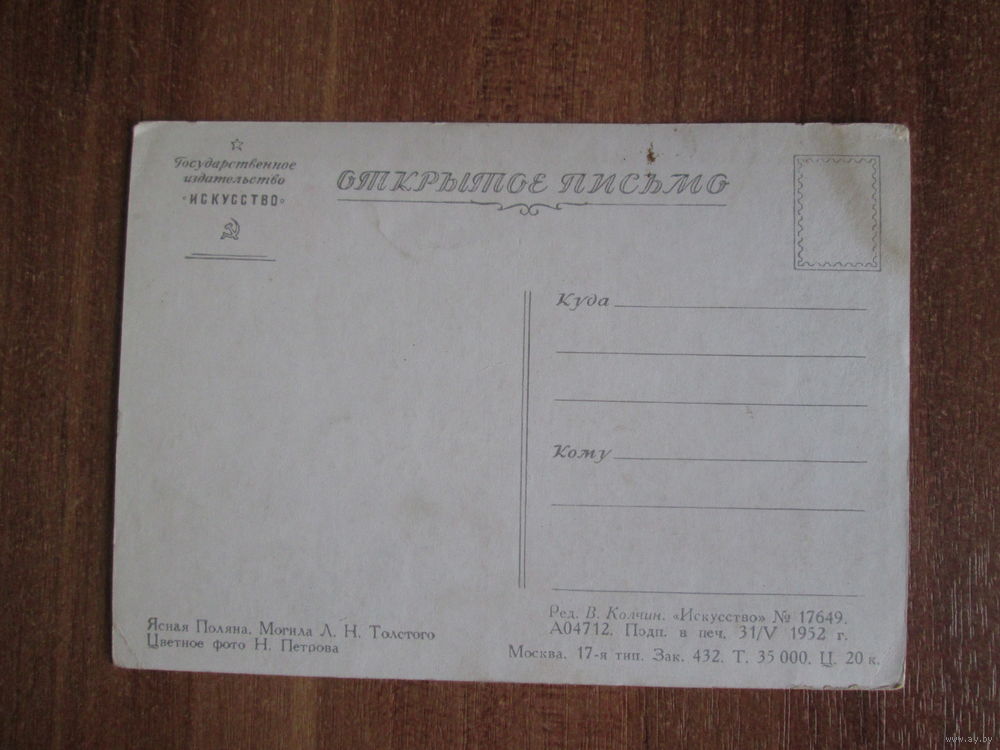 Государственное
издательство
«ИСКУССТВО»
ОТКРЫТОЕ ПИСЬМО
Куда
Кому
Ясная Поляна. Могила Л. Н. Толстого
Цветное фото Н. Петрова
Ред. В. Колчин. «Искусство» № 17649.
А04712. Подп. в печ. 31/V 1952 г.
Москва. 17-я тип. Зак. 432. Т. 35 000. Ц. 20 к.
www.ay.by